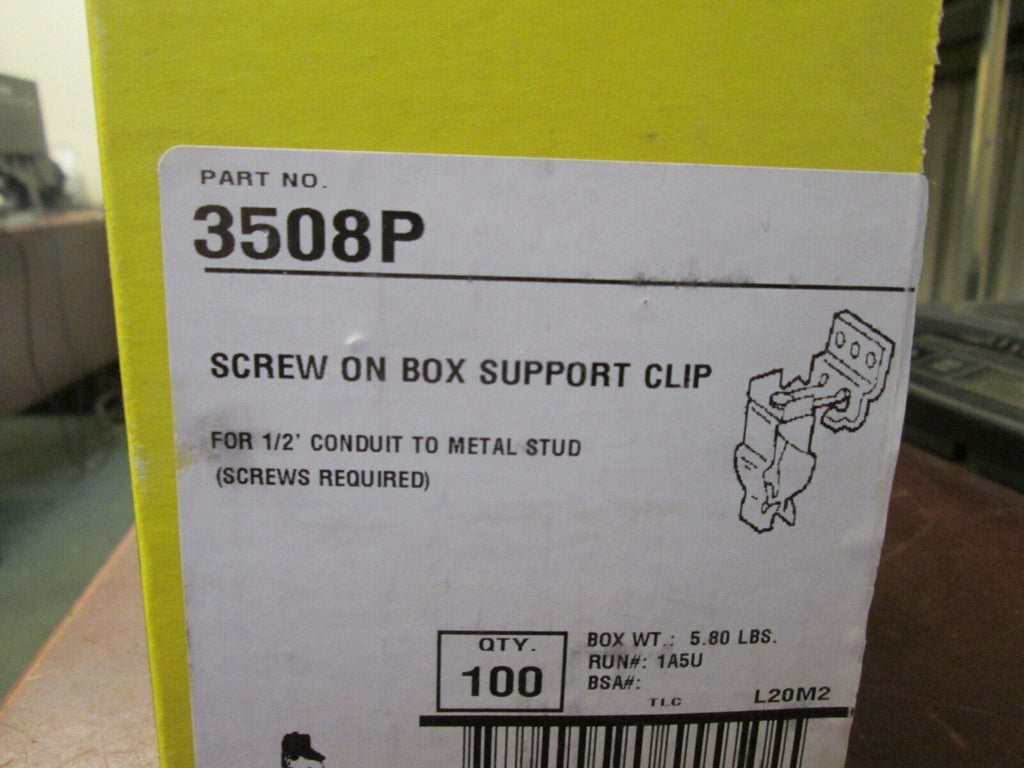 PART NO.
3508P
SCREW ON BOX SUPPORT CLIP
FOR 1/2' CONDUIT TO METAL STUD
(SCREWS REQUIRED)
QTY.
100
BOX WT.: 5.80 LBS.
RUN#: 1A5U
BSA#:
TLC
L20M2